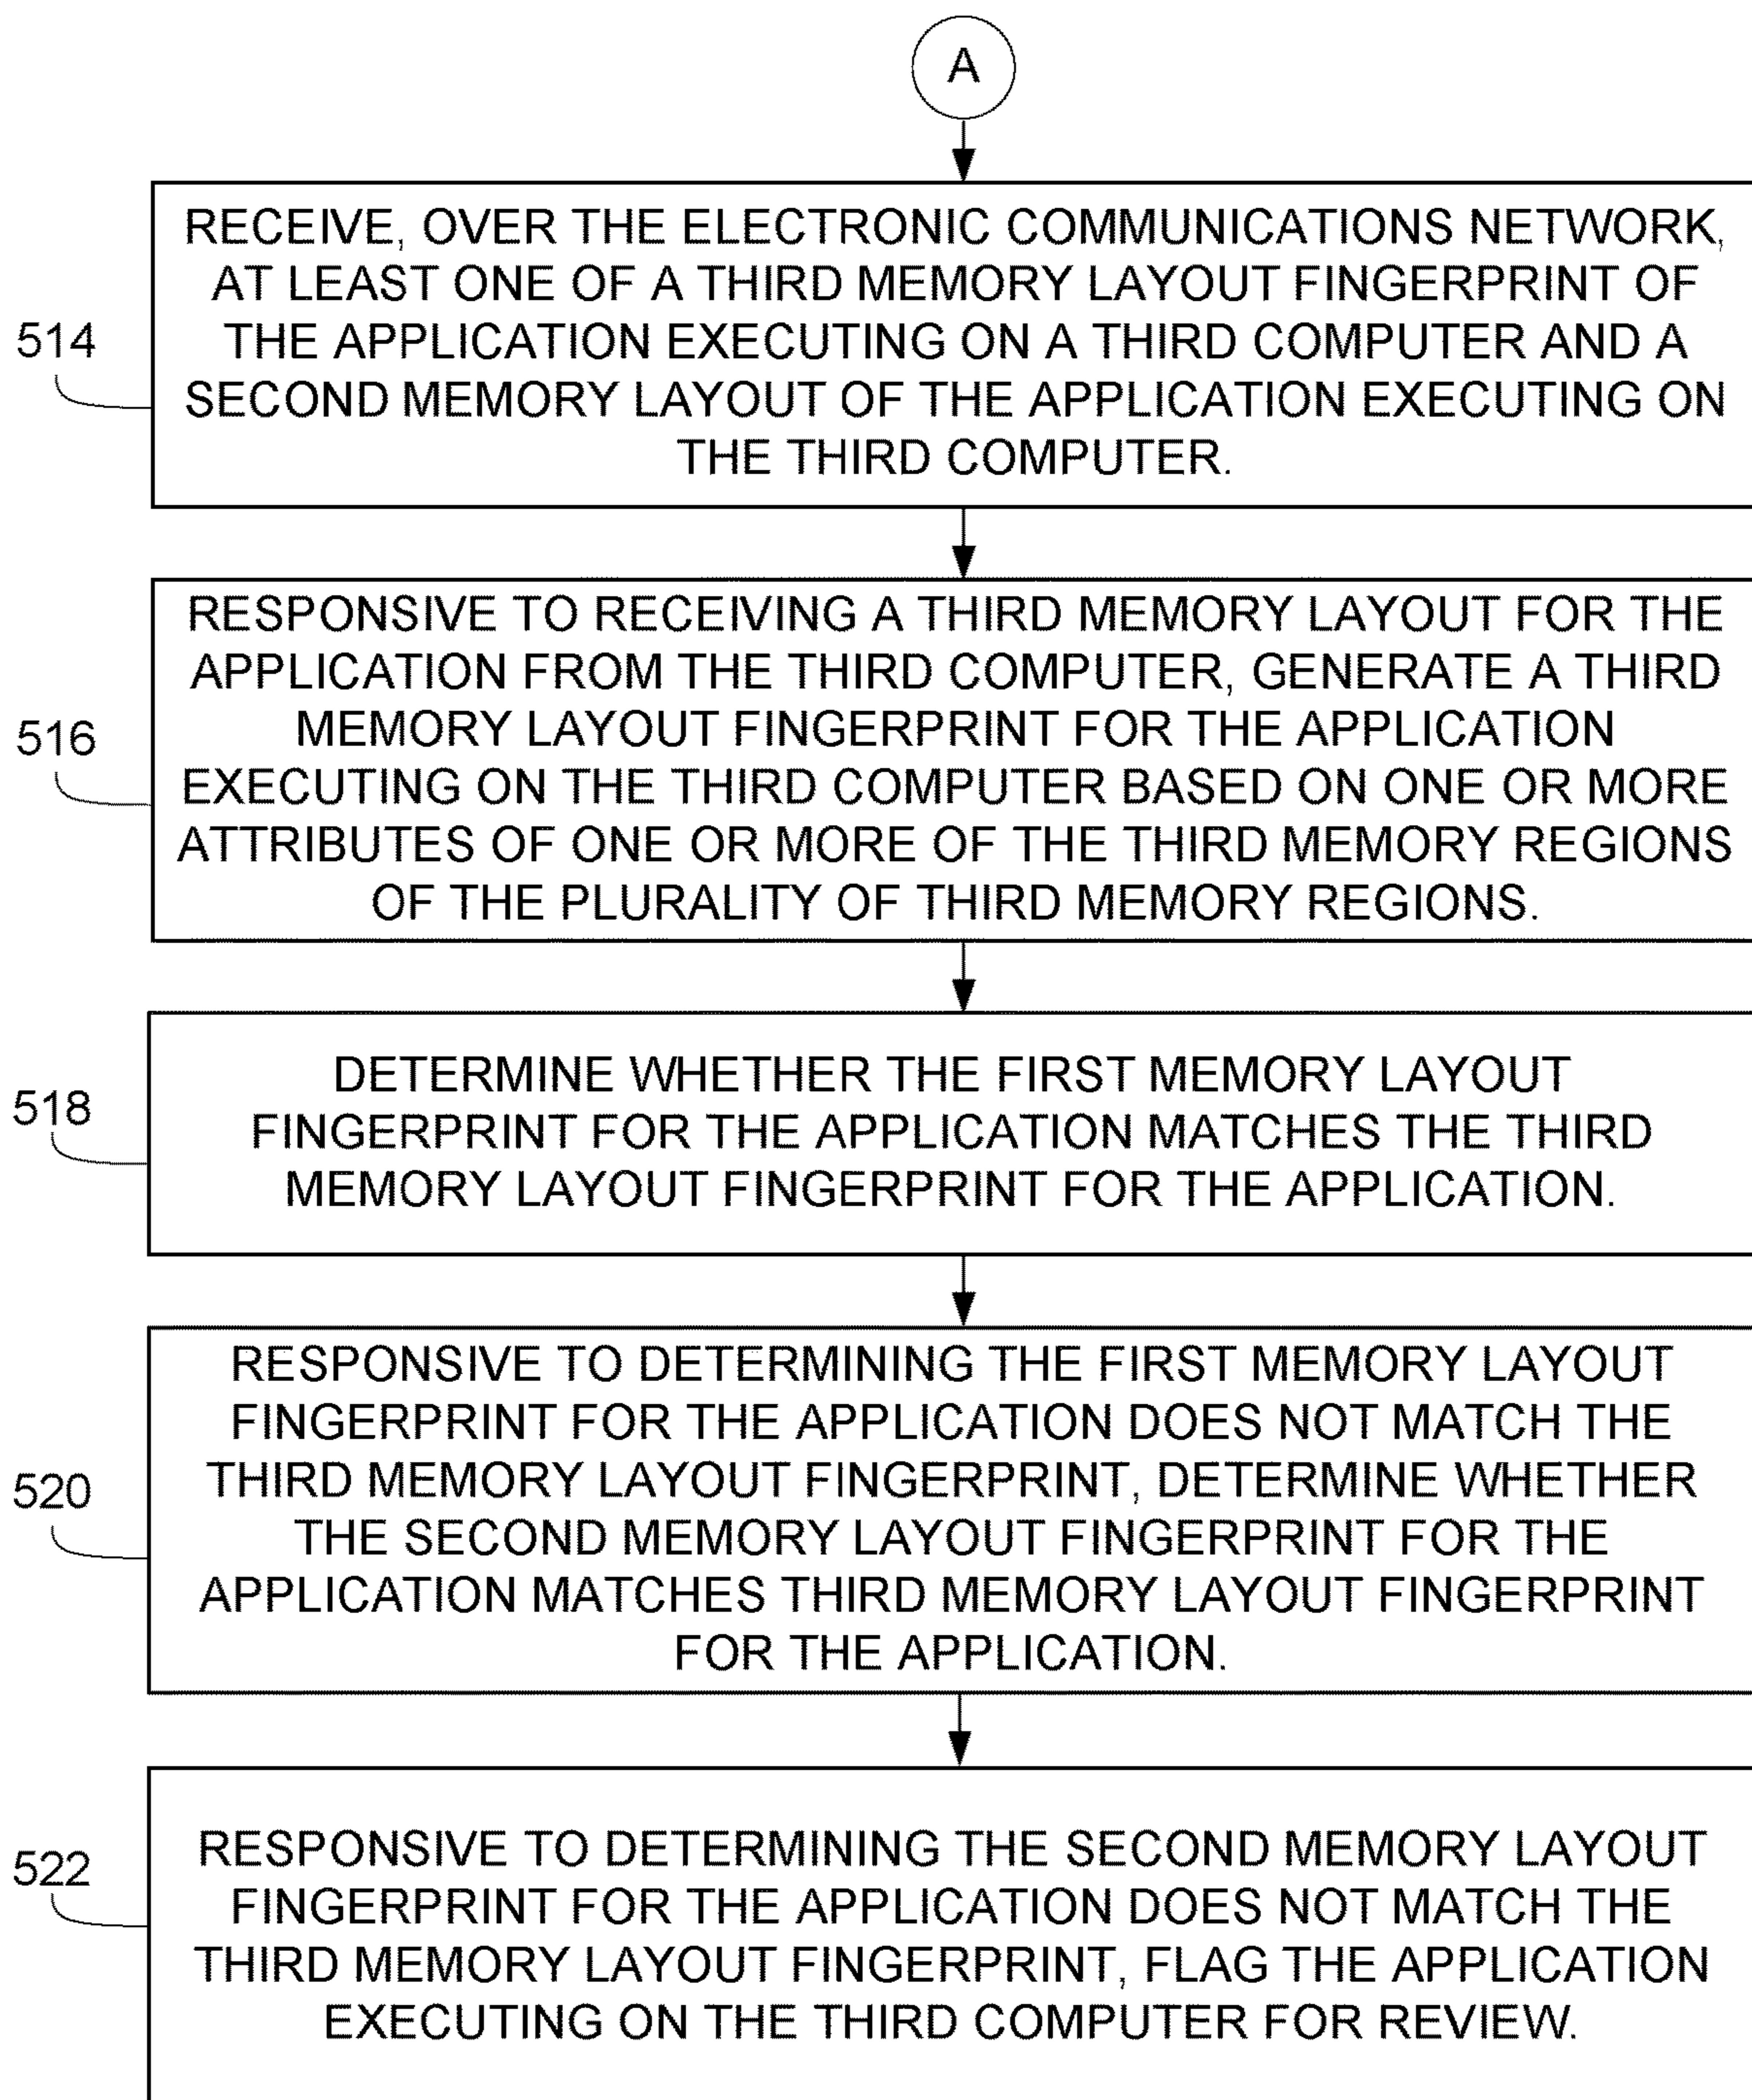 A
RECEIVE, OVER THE ELECTRONIC COMMUNICATIONS NETWORK,
AT LEAST ONE OF A THIRD MEMORY LAYOUT FINGERPRINT OF
THE APPLICATION EXECUTING ON A THIRD COMPUTER AND A
SECOND MEMORY LAYOUT OF THE APPLICATION EXECUTING ON
THE THIRD COMPUTER.
514
RESPONSIVE TO RECEIVING A THIRD MEMORY LAYOUT FOR THE
APPLICATION FROM THE THIRD COMPUTER, GENERATE A THIRD
MEMORY LAYOUT FINGERPRINT FOR THE APPLICATION
EXECUTING ON THE THIRD COMPUTER BASED ON ONE OR MORE
ATTRIBUTES OF ONE OR MORE OF THE THIRD MEMORY REGIONS
OF THE PLURALITY OF THIRD MEMORY REGIONS.
516
DETERMINE WHETHER THE FIRST MEMORY LAYOUT
FINGERPRINT FOR THE APPLICATION MATCHES THE THIRD
MEMORY LAYOUT FINGERPRINT FOR THE APPLICATION.
518
RESPONSIVE TO DETERMINING THE FIRST MEMORY LAYOUT
FINGERPRINT FOR THE APPLICATION DOES NOT MATCH THE
THIRD MEMORY LAYOUT FINGERPRINT, DETERMINE WHETHER
THE SECOND MEMORY LAYOUT FINGERPRINT FOR THE
APPLICATION MATCHES THIRD MEMORY LAYOUT FINGERPRINT
FOR THE APPLICATION.
520
RESPONSIVE TO DETERMINING THE SECOND MEMORY LAYOUT
FINGERPRINT FOR THE APPLICATION DOES NOT MATCH THE
THIRD MEMORY LAYOUT FINGERPRINT, FLAG THE APPLICATION
EXECUTING ON THE THIRD COMPUTER FOR REVIEW.
522